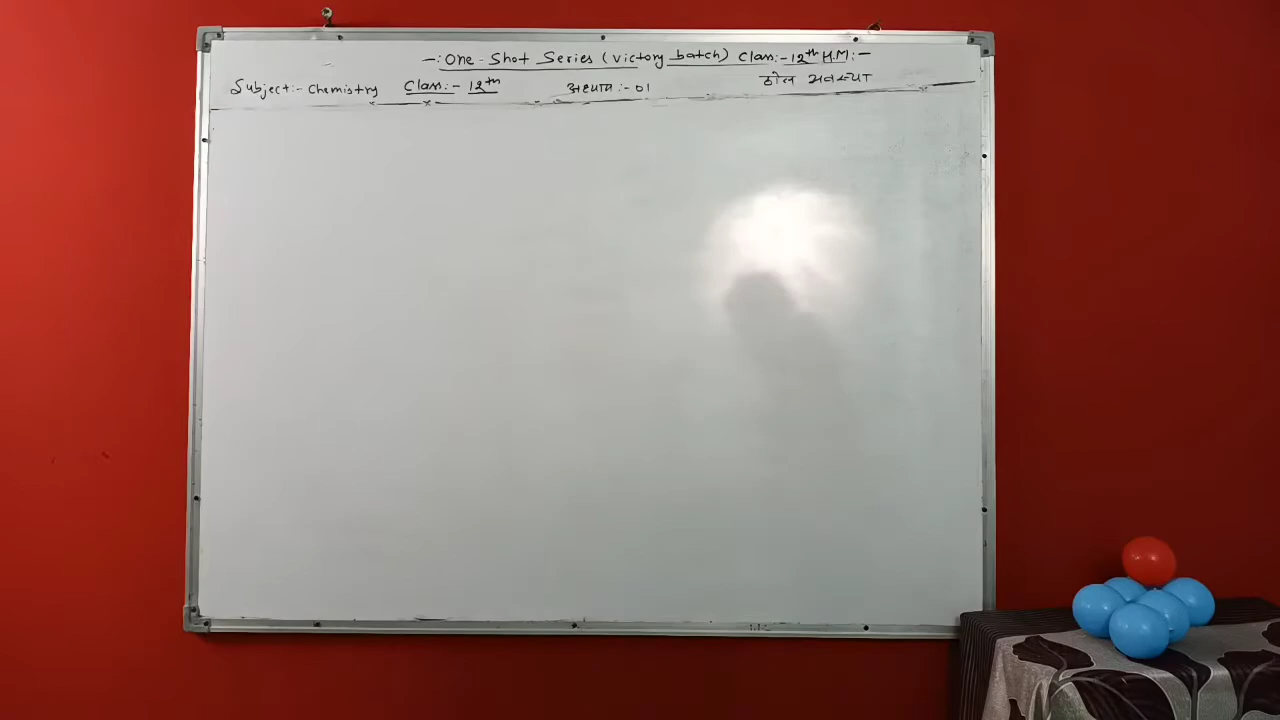 -: One-Shot Series (victory batch) Class:-12th H.M:-
Subject:- Chemistry Class:- 12th अध्याय:- 01 ठोस अवस्था